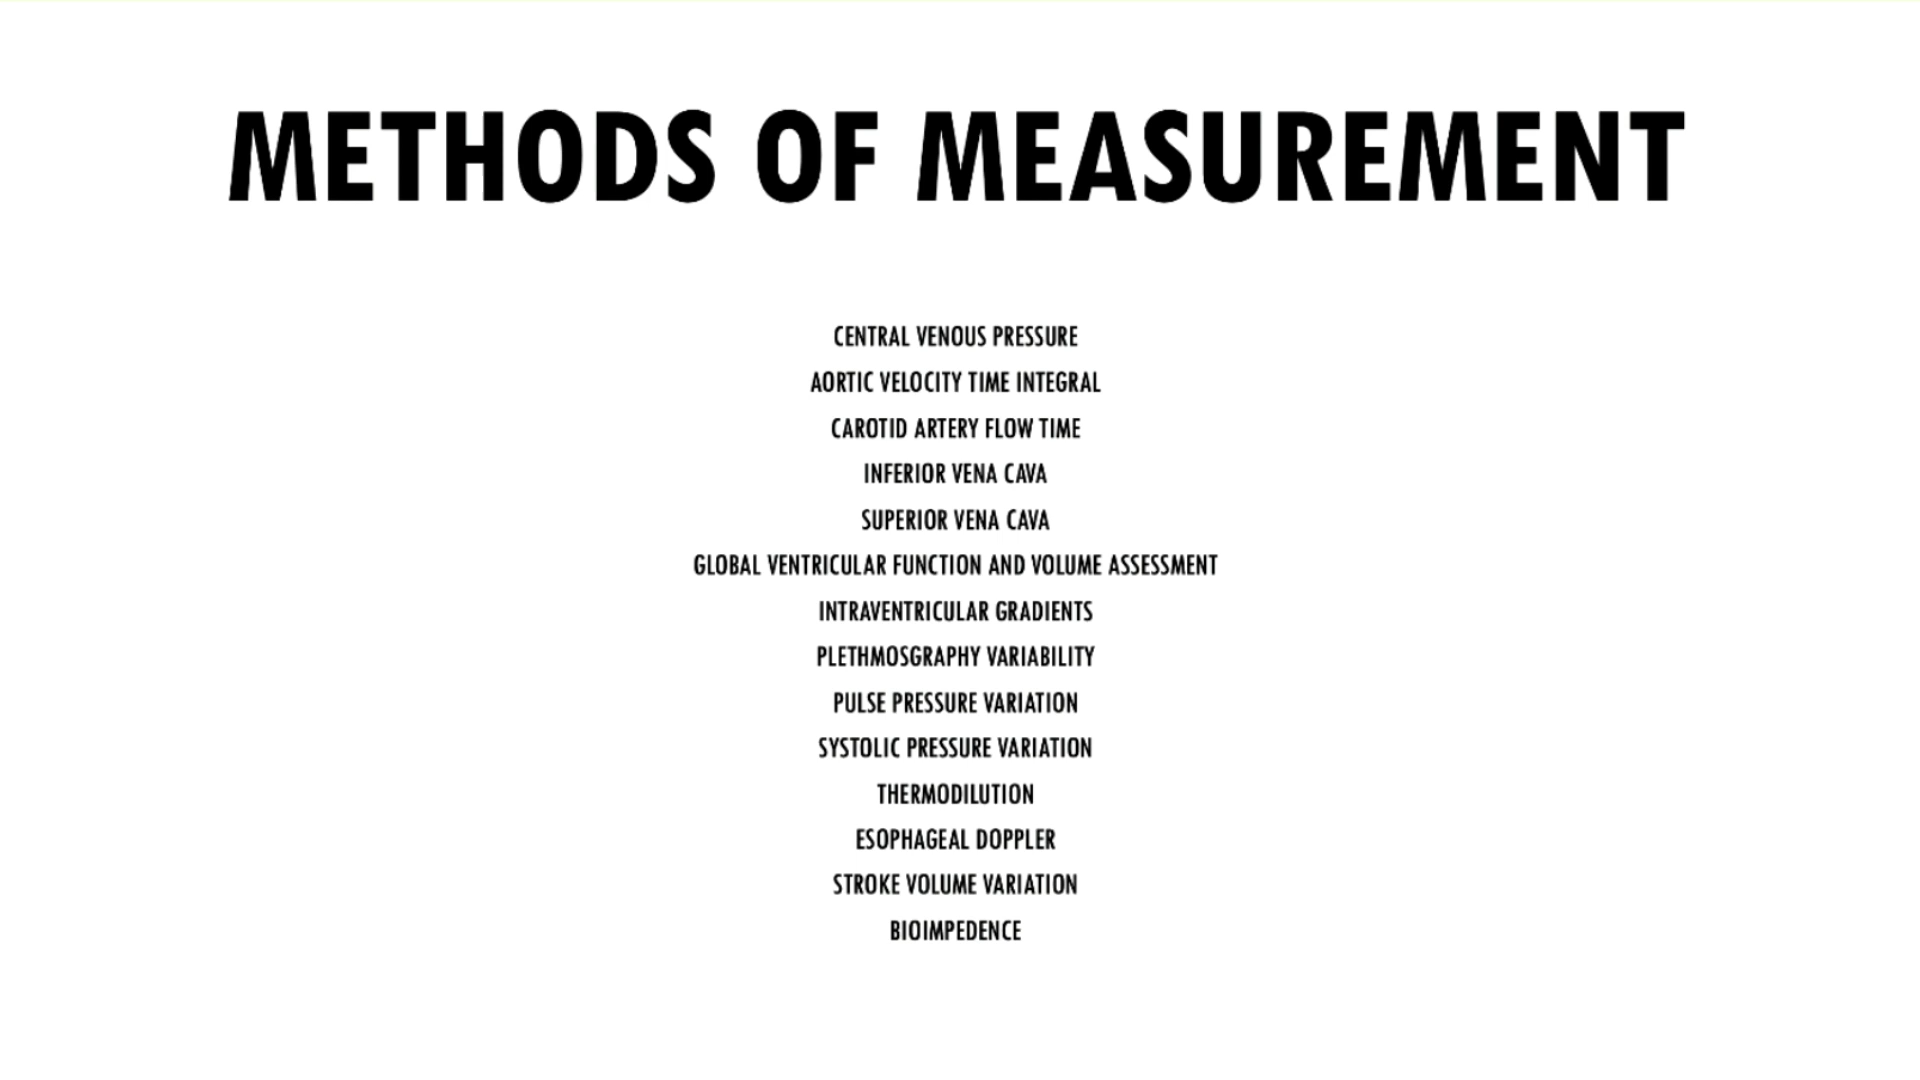 METHODS OF MEASUREMENT
CENTRAL VENOUS PRESSURE
AORTIC VELOCITY TIME INTEGRAL
CAROTID ARTERY FLOW TIME
INFERIOR VENA CAVA
SUPERIOR VENA CAVA
GLOBAL VENTRICULAR FUNCTION AND VOLUME ASSESSMENT
INTRAVENTRICULAR GRADIENTS
PLETHMOSGRAPHY VARIABILITY
PULSE PRESSURE VARIATION
SYSTOLIC PRESSURE VARIATION
THERMODILUTION
ESOPHAGEAL DOPPLER
STROKE VOLUME VARIATION
BIOIMPEDENCE